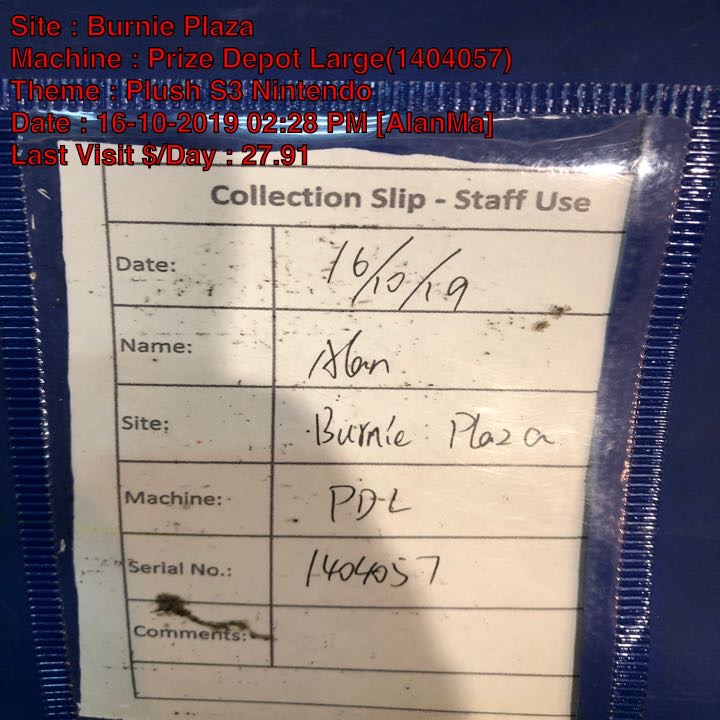 Site : Burnie Plaza
Machine : Prize Depot Large(1404057)
Theme : Plush S3 Nintendo
Date : 16-10-2019 02:28 PM [AlanMa]
Last Visit $/Day : 27.91
Collection Slip - Staff Use
Date: 16/10/19
Name: Alan
Site: Burnie Plaza
Machine: PDL
Serial No.: 1404057
Comments: